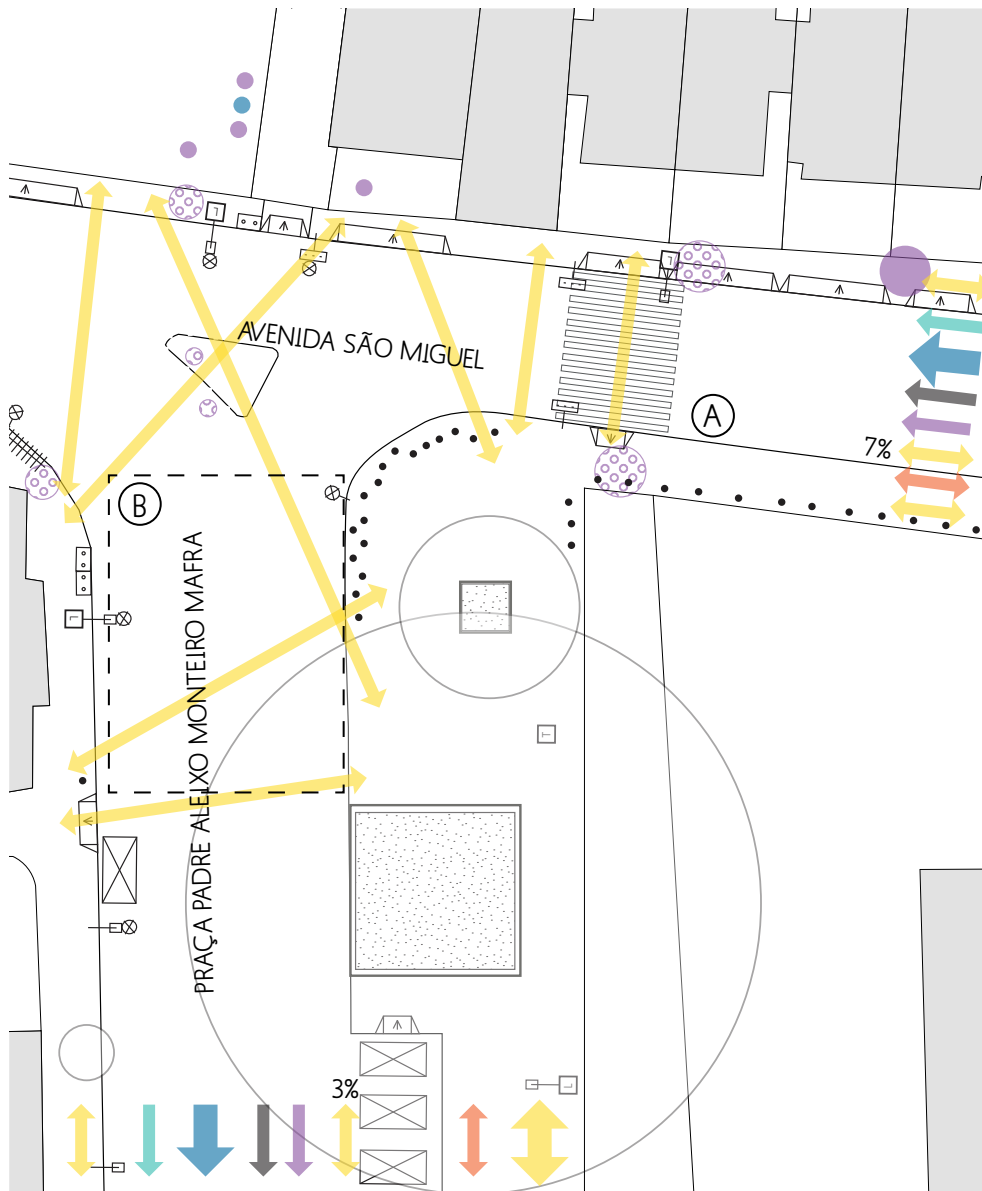 L
L
AVENIDA SÃO MIGUEL
A
7%
B
L
PRAÇA PADRE ALEIXO MONTEIRO MAFRA
T
3%
L